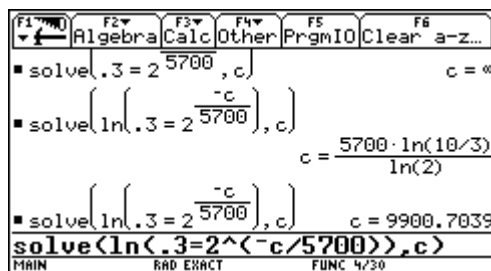 F1 F2▾ F3▾ F4▾ F5 F6
Algebra Calc Other PrgmIO Clear a-z…
▪ solve(.3 = 2^(‾/5700), c) c = «
▪ solve(ln(.3 = 2^(⁻c/5700)), c)
c = 5700·ln(10/3)/ln(2)
▪ solve(ln(.3 = 2^(⁻c/5700)), c) c = 9900.7039
solve(ln(.3=2^(⁻c/5700)),c)
MAIN RAD EXACT FUNC 4/30